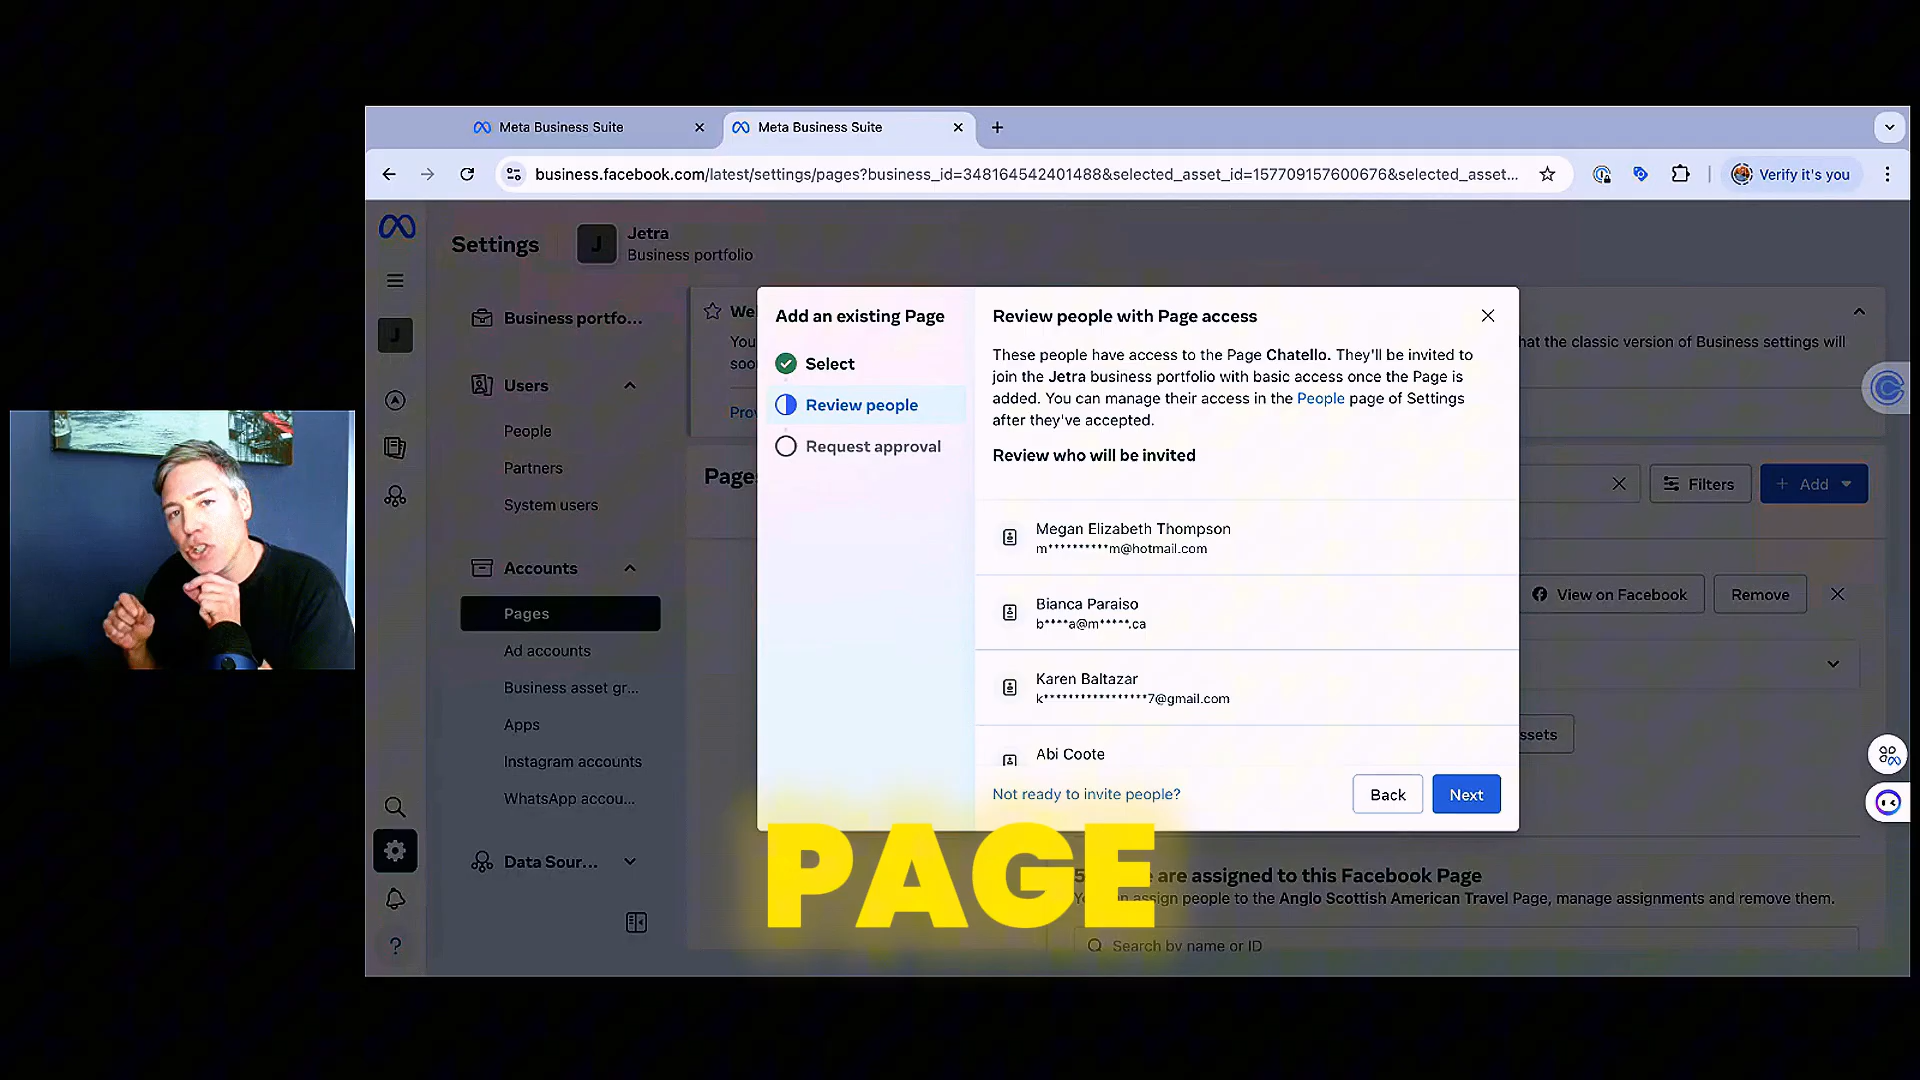 Meta Business Suite
Meta Business Suite
business.facebook.com/latest/settings/pages?business_id=348164542401488&selected_asset_id=157709157600676&selected_asset...
Verify it's you
Settings
J
Jetra
Business portfolio
J
Business portfo...
Users
People
Partners
System users
Accounts
Pages
Ad accounts
Business asset gr...
Apps
Instagram accounts
WhatsApp accou...
Data Sour...
We
You
soo
Prov
hat the classic version of Business settings will
Pages
Filters
+ Add
View on Facebook
Remove
ssets
Add an existing Page
Select
Review people
Request approval
Review people with Page access
These people have access to the Page Chatello. They'll be invited to
join the Jetra business portfolio with basic access once the Page is
added. You can manage their access in the People page of Settings
after they've accepted.
Review who will be invited
Megan Elizabeth Thompson
m**********m@hotmail.com
Bianca Paraiso
b****a@m*****.ca
Karen Baltazar
k*****************7@gmail.com
Abi Coote
Not ready to invite people?
Back
Next
PAGE
5 are assigned to this Facebook Page
assign people to the Anglo Scottish American Travel Page, manage assignments and remove them.
Search by name or ID